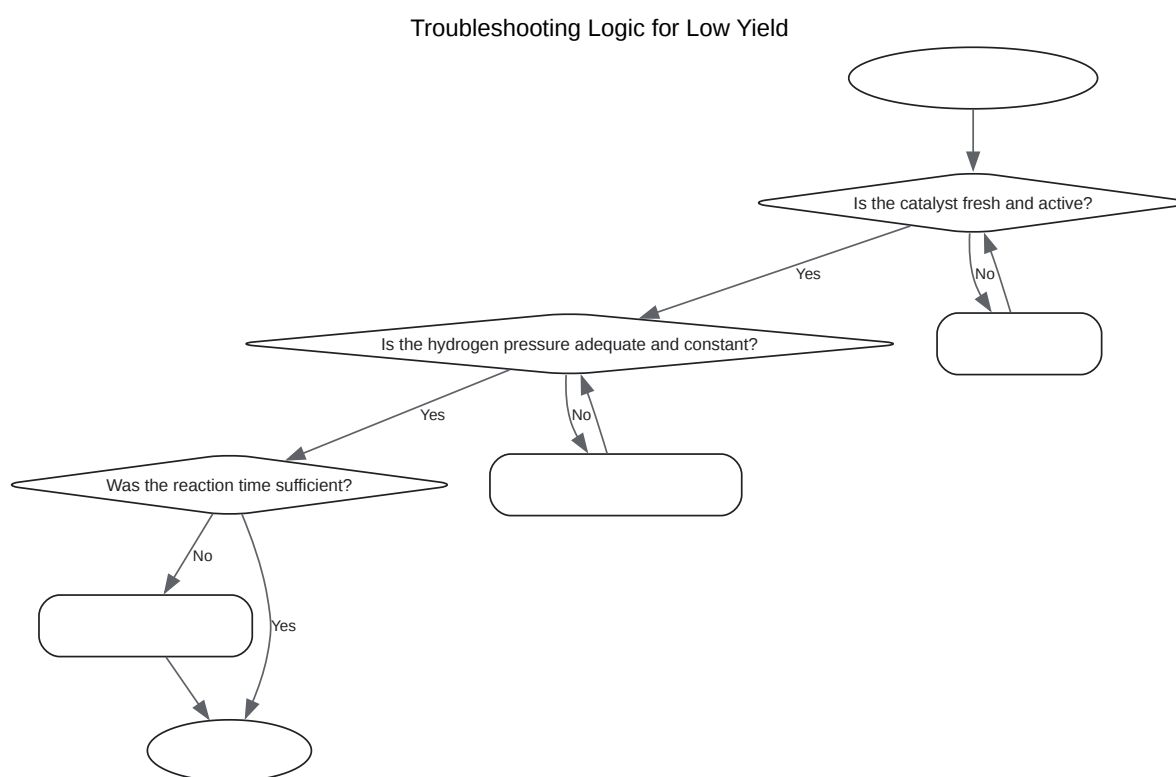 Troubleshooting Logic for Low Yield
Is the catalyst fresh and active?
Yes
No
Is the hydrogen pressure adequate and constant?
Yes
No
Was the reaction time sufficient?
No
Yes